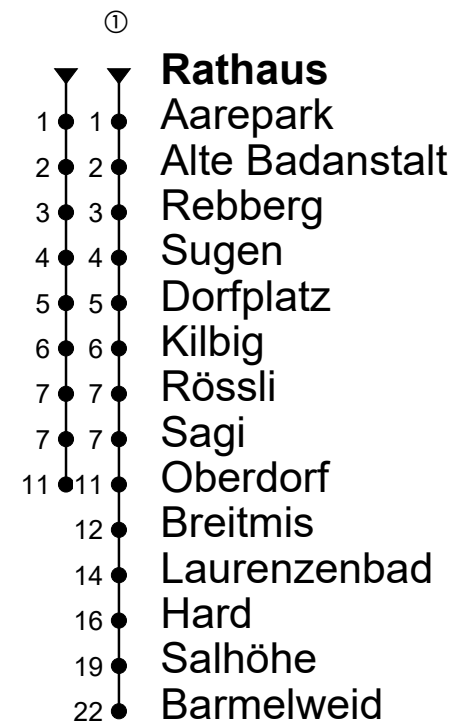 ①
Rathaus
1 1 Aarepark
2 2 Alte Badanstalt
3 3 Rebberg
4 4 Sugen
5 5 Dorfplatz
6 6 Kilbig
7 7 Rössli
7 7 Sagi
11 11 Oberdorf
12 Breitmis
14 Laurenzenbad
16 Hard
19 Salhöhe
22 Barmelweid